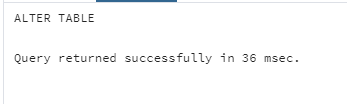 ALTER TABLE
Query returned successfully in 36 msec.